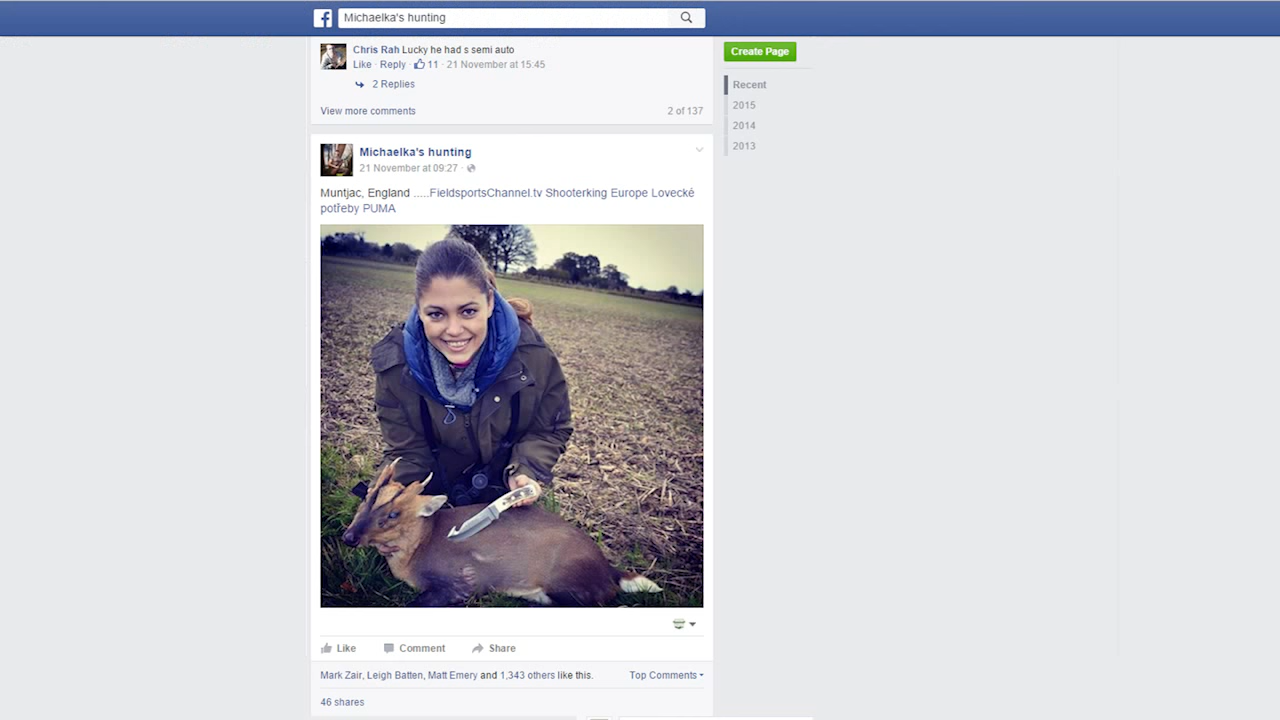 f Michaelka's hunting
Chris Rah Lucky he had s semi auto
Like · Reply · 11 · 21 November at 15:45
2 Replies
View more comments 2 of 137
Create Page
Recent
2015
2014
2013
Michaelka's hunting
21 November at 09:27 ·
Muntjac, England .....FieldsportsChannel.tv Shooterking Europe Lovecké
potřeby PUMA
Like Comment Share
Mark Zair, Leigh Batten, Matt Emery and 1,343 others like this. Top Comments
46 shares